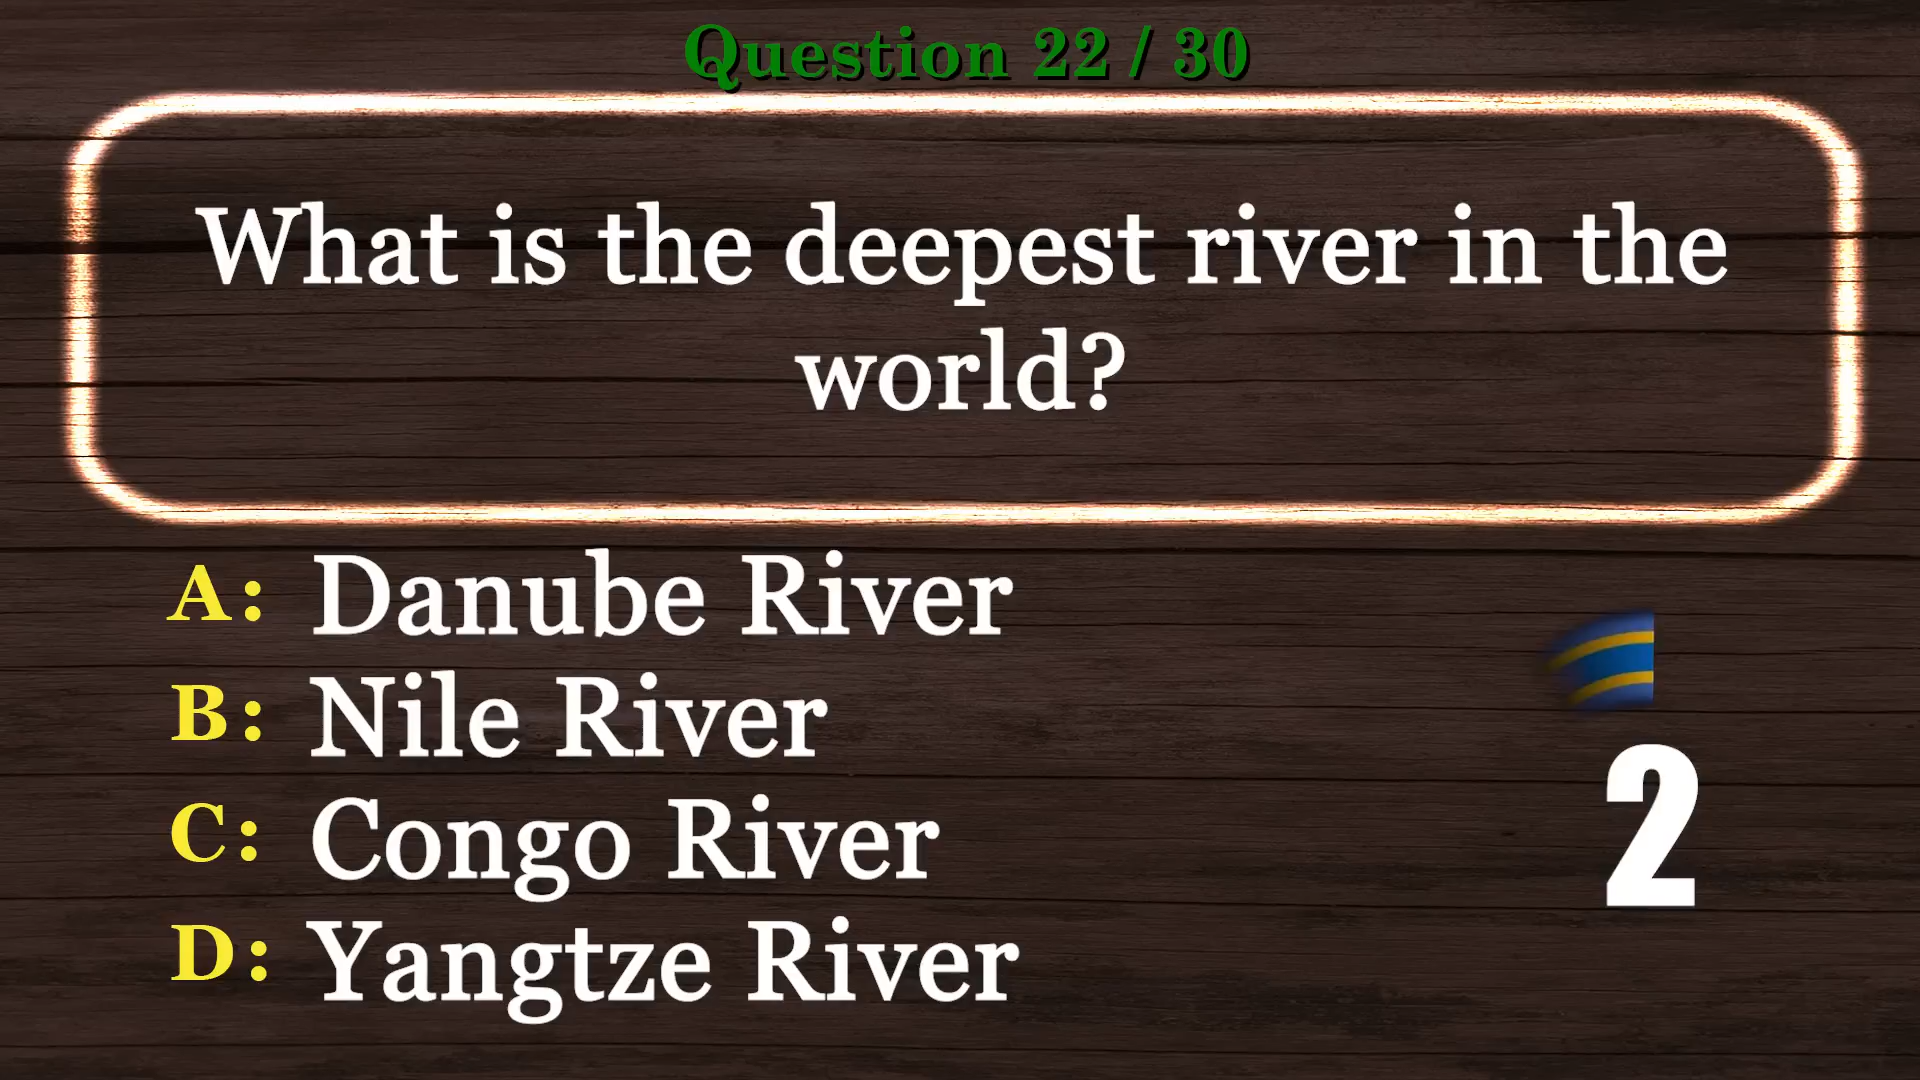 Question 22 / 30
What is the deepest river in the
world?
A: Danube River
B: Nile River
C: Congo River
D: Yangtze River
2